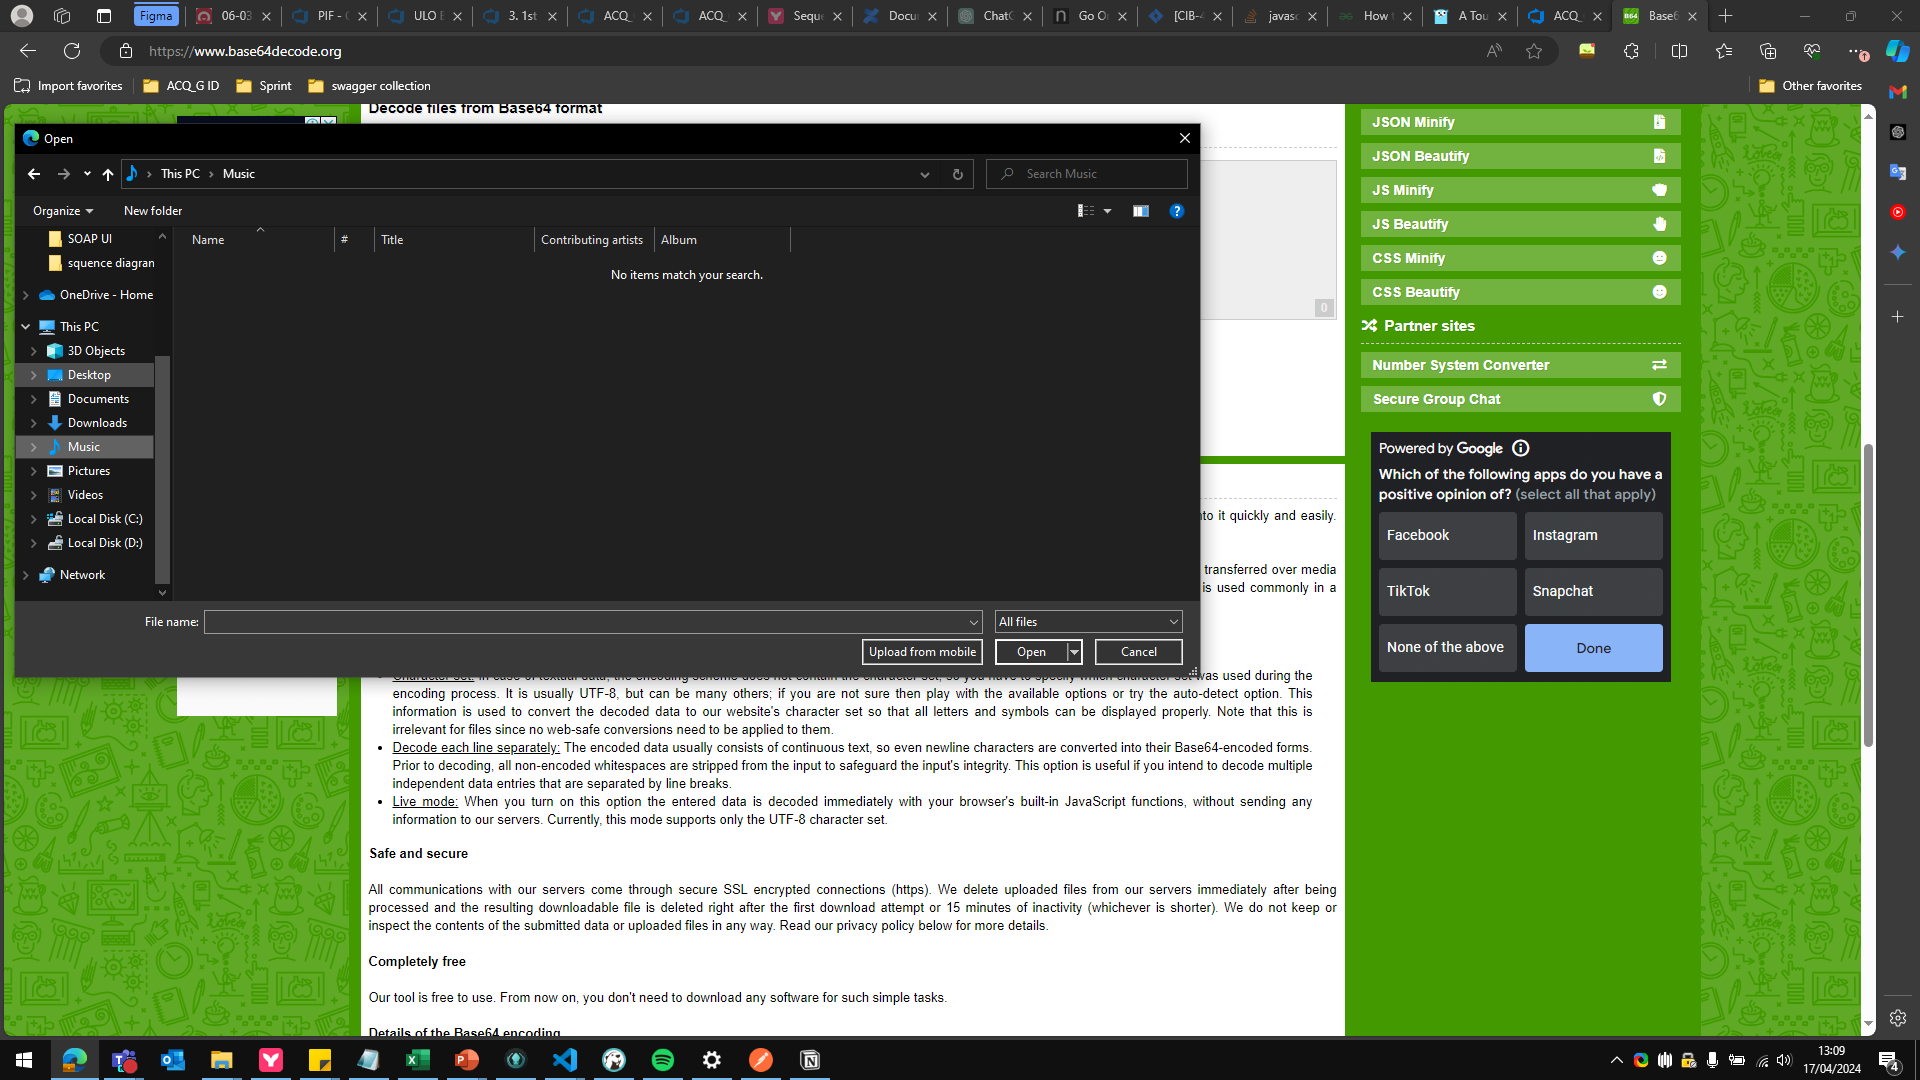 Figma
06-03
PIF - C
ULO E
3. 1st
ACQ_
ACQ_
Seque
Docu
ChatG
Go O
[CIB-4
javasc
How t
A Tou
ACQ_
Base6
https://www.base64decode.org
Import favorites
ACQ_G ID
Sprint
swagger collection
Other favorites
Decode files from Base64 format
Open
This PC
Music
Search Music
Organize
New folder
Name
#
Title
Contributing artists
Album
No items match your search.
SOAP UI
squence diagran
OneDrive - Home
This PC
3D Objects
Desktop
Documents
Downloads
Music
Pictures
Videos
Local Disk (C:)
Local Disk (D:)
Network
File name:
All files
Upload from mobile
Open
Cancel
0
nto it quickly and easily.
transferred over media
is used commonly in a
Character set: In case of textual data, the encoding scheme does not contain the character set, so you have to specify which character set was used during the
encoding process. It is usually UTF-8, but can be many others; if you are not sure then play with the available options or try the auto-detect option. This
information is used to convert the decoded data to our website's character set so that all letters and symbols can be displayed properly. Note that this is
irrelevant for files since no web-safe conversions need to be applied to them.
• Decode each line separately: The encoded data usually consists of continuous text, so even newline characters are converted into their Base64-encoded forms.
Prior to decoding, all non-encoded whitespaces are stripped from the input to safeguard the input's integrity. This option is useful if you intend to decode multiple
independent data entries that are separated by line breaks.
• Live mode: When you turn on this option the entered data is decoded immediately with your browser's built-in JavaScript functions, without sending any
information to our servers. Currently, this mode supports only the UTF-8 character set.
Safe and secure
All communications with our servers come through secure SSL encrypted connections (https). We delete uploaded files from our servers immediately after being
processed and the resulting downloadable file is deleted right after the first download attempt or 15 minutes of inactivity (whichever is shorter). We do not keep or
inspect the contents of the submitted data or uploaded files in any way. Read our privacy policy below for more details.
Completely free
Our tool is free to use. From now on, you don't need to download any software for such simple tasks.
Details of the Base64 encoding
JSON Minify
JSON Beautify
JS Minify
JS Beautify
CSS Minify
CSS Beautify
Partner sites
Number System Converter
Secure Group Chat
Powered by Google
Which of the following apps do you have a
positive opinion of? (select all that apply)
Facebook
Instagram
TikTok
Snapchat
None of the above
Done
13:09
17/04/2024
4